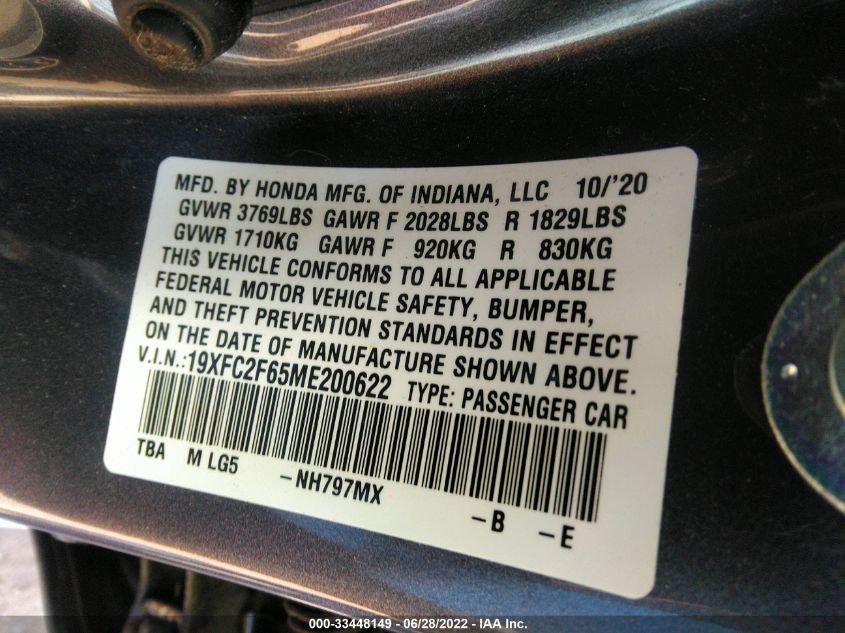 MFD. BY HONDA MFG. OF INDIANA, LLC 10/'20
GVWR 3769LBS GAWR F 2028LBS R 1829LBS
GVWR 1710KG GAWR F 920KG R 830KG
THIS VEHICLE CONFORMS TO ALL APPLICABLE
FEDERAL MOTOR VEHICLE SAFETY, BUMPER,
AND THEFT PREVENTION STANDARDS IN EFFECT
ON THE DATE OF MANUFACTURE SHOWN ABOVE.
V.I.N.:19XFC2F65ME200622 TYPE: PASSENGER CAR
TBA M LG5 -NH797MX -B -E
000-33448149 - 06/28/2022 - IAA Inc.